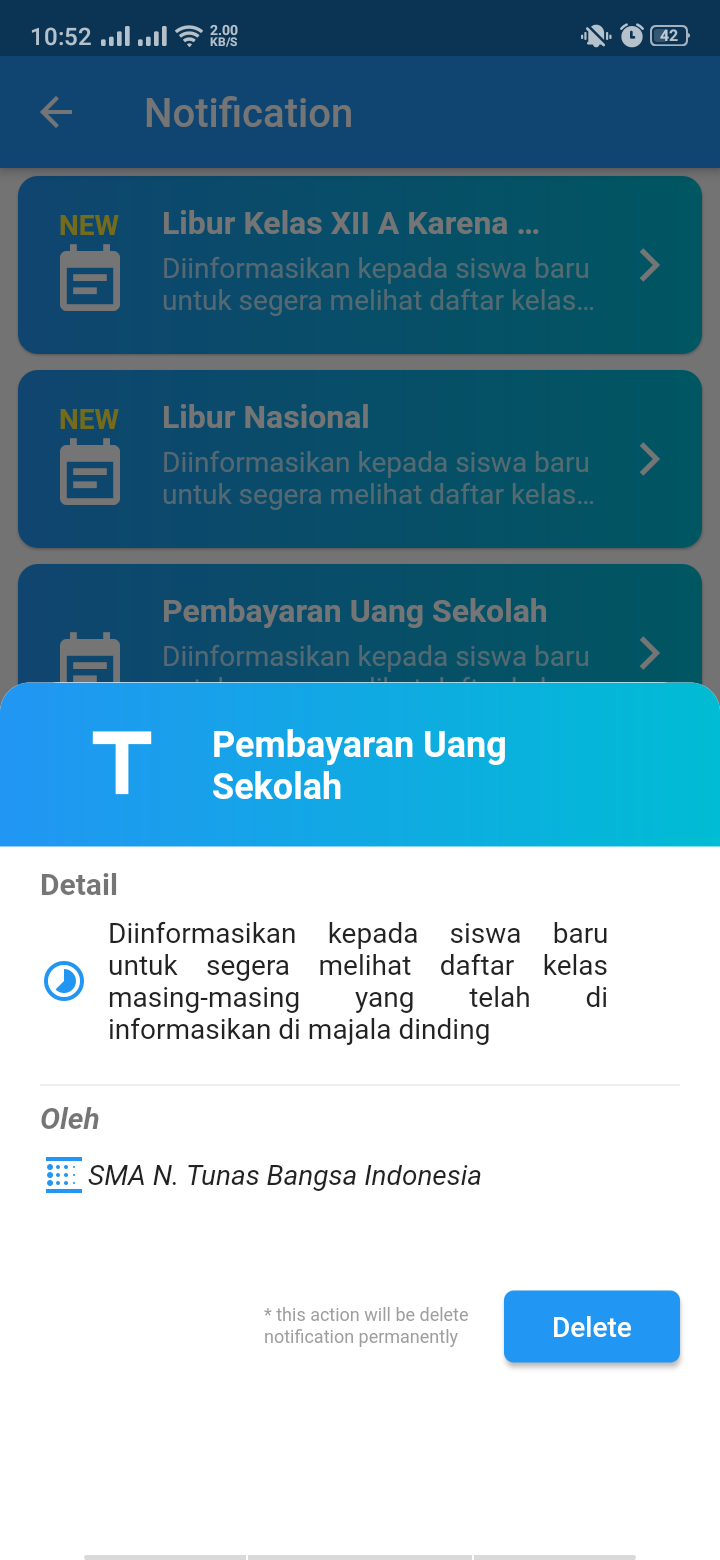 10:52
2.00
KB/S
42
Notification
NEW
Libur Kelas XII A Karena ...
Diinformasikan kepada siswa baru
untuk segera melihat daftar kelas...
NEW
Libur Nasional
Diinformasikan kepada siswa baru
untuk segera melihat daftar kelas...
Pembayaran Uang Sekolah
Diinformasikan kepada siswa baru
T
Pembayaran Uang
Sekolah
Detail
Diinformasikan kepada siswa baru
untuk segera melihat daftar kelas
masing-masing yang telah di
informasikan di majala dinding
Oleh
SMA N. Tunas Bangsa Indonesia
* this action will be delete
notification permanently
Delete